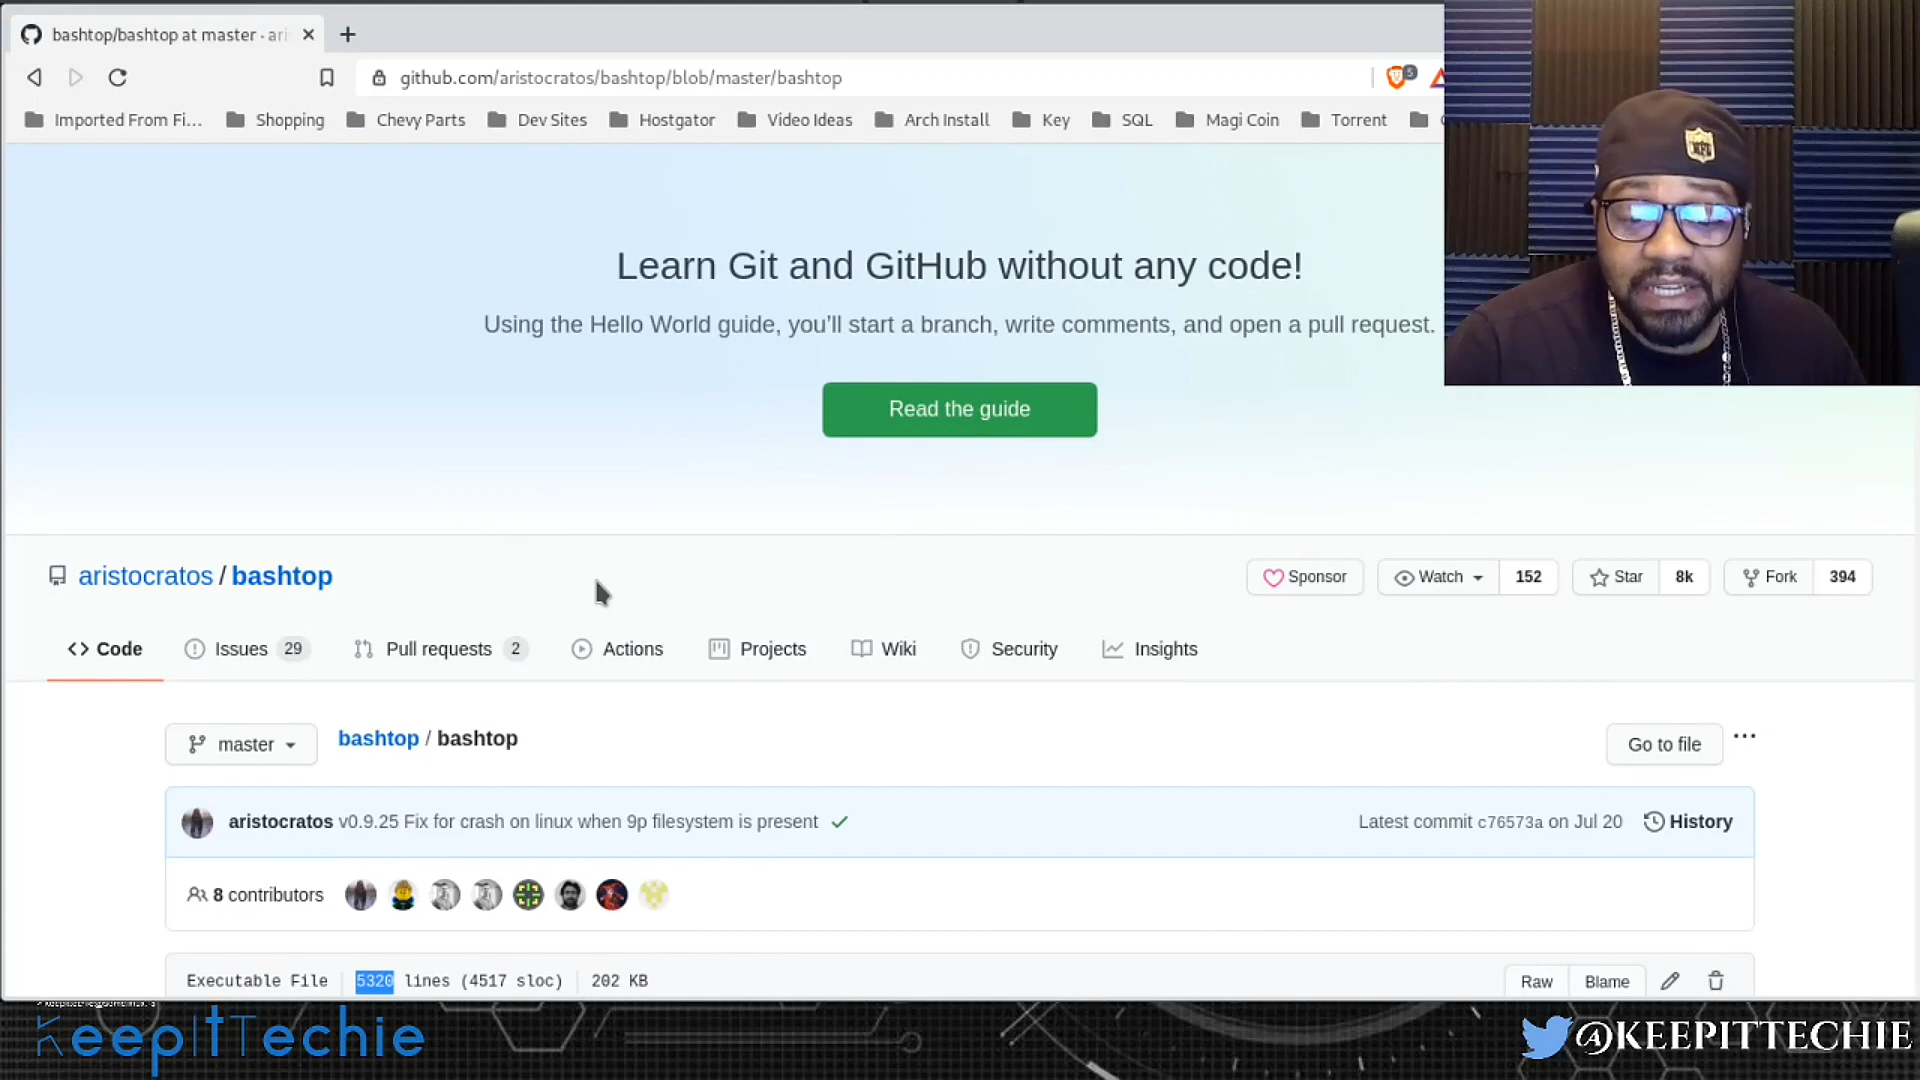 bashtop/bashtop at master · ari
github.com/aristocratos/bashtop/blob/master/bashtop
5
Imported From Fi...
Shopping
Chevy Parts
Dev Sites
Hostgator
Video Ideas
Arch Install
Key
SQL
Magi Coin
Torrent
NFL
Learn Git and GitHub without any code!
Using the Hello World guide, you’ll start a branch, write comments, and open a pull request.
Read the guide
aristocratos / bashtop
Sponsor
Watch 152
Star 8k
Fork 394
<> Code
Issues 29
Pull requests 2
Actions
Projects
Wiki
Security
Insights
master
bashtop / bashtop
Go to file
...
aristocratos v0.9.25 Fix for crash on linux when 9p filesystem is present
Latest commit c76573a on Jul 20
History
8 contributors
Executable File
5320 lines (4517 sloc)
202 KB
Raw
Blame
KeepItTechie
@KEEPITTECHIE